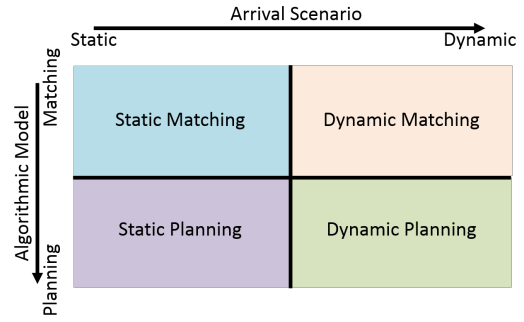 Arrival Scenario
Static
Dynamic
Algorithmic Model
Matching
Planning
Static Matching
Dynamic Matching
Static Planning
Dynamic Planning